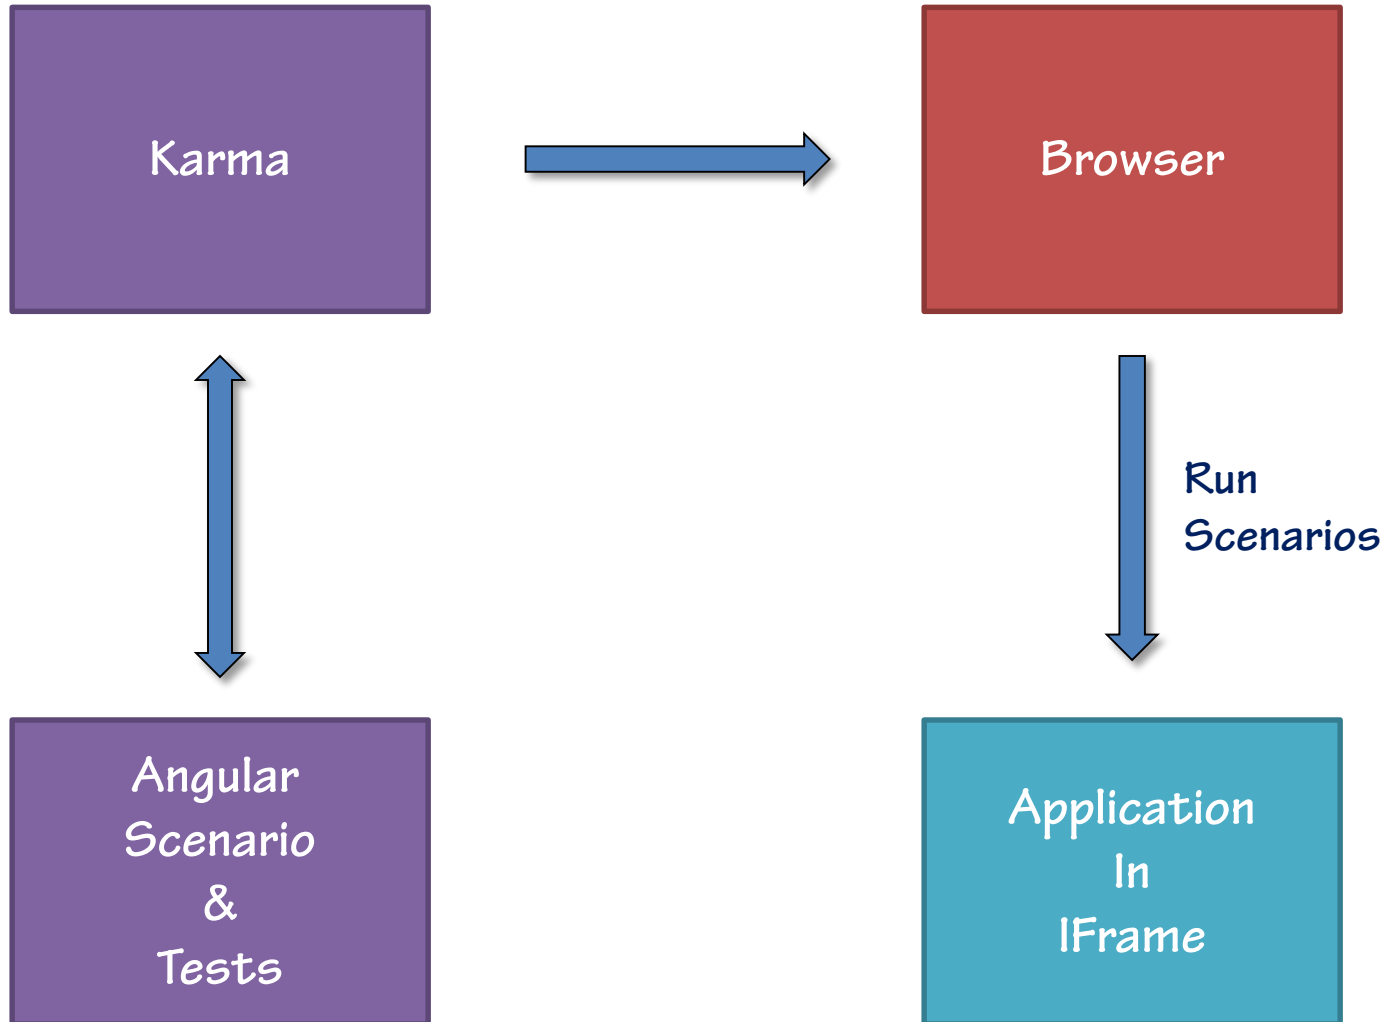 Karma
Browser
Run
Scenarios
Angular
Scenario
&
Tests
Application
In
IFrame